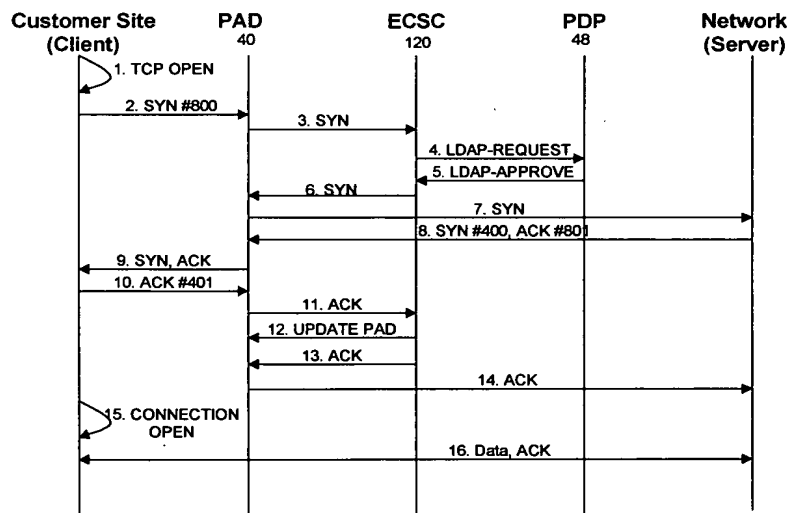 Customer Site PAD ECSC PDP Network
(Client) 40 120 48 (Server)
1. TCP OPEN
2. SYN #800
3. SYN
4. LDAP-REQUEST
5. LDAP-APPROVE
6. SYN
7. SYN
8. SYN #400, ACK #801
9. SYN, ACK
10. ACK #401
11. ACK
12. UPDATE PAD
13. ACK
14. ACK
15. CONNECTION
OPEN
16. Data, ACK